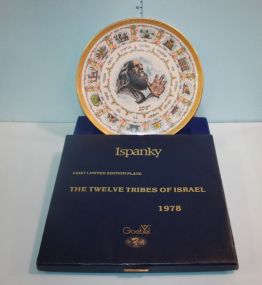 Ispanky
FIRST LIMITED EDITION PLATE
THE TWELVE TRIBES OF ISRAEL
1978
Goebel